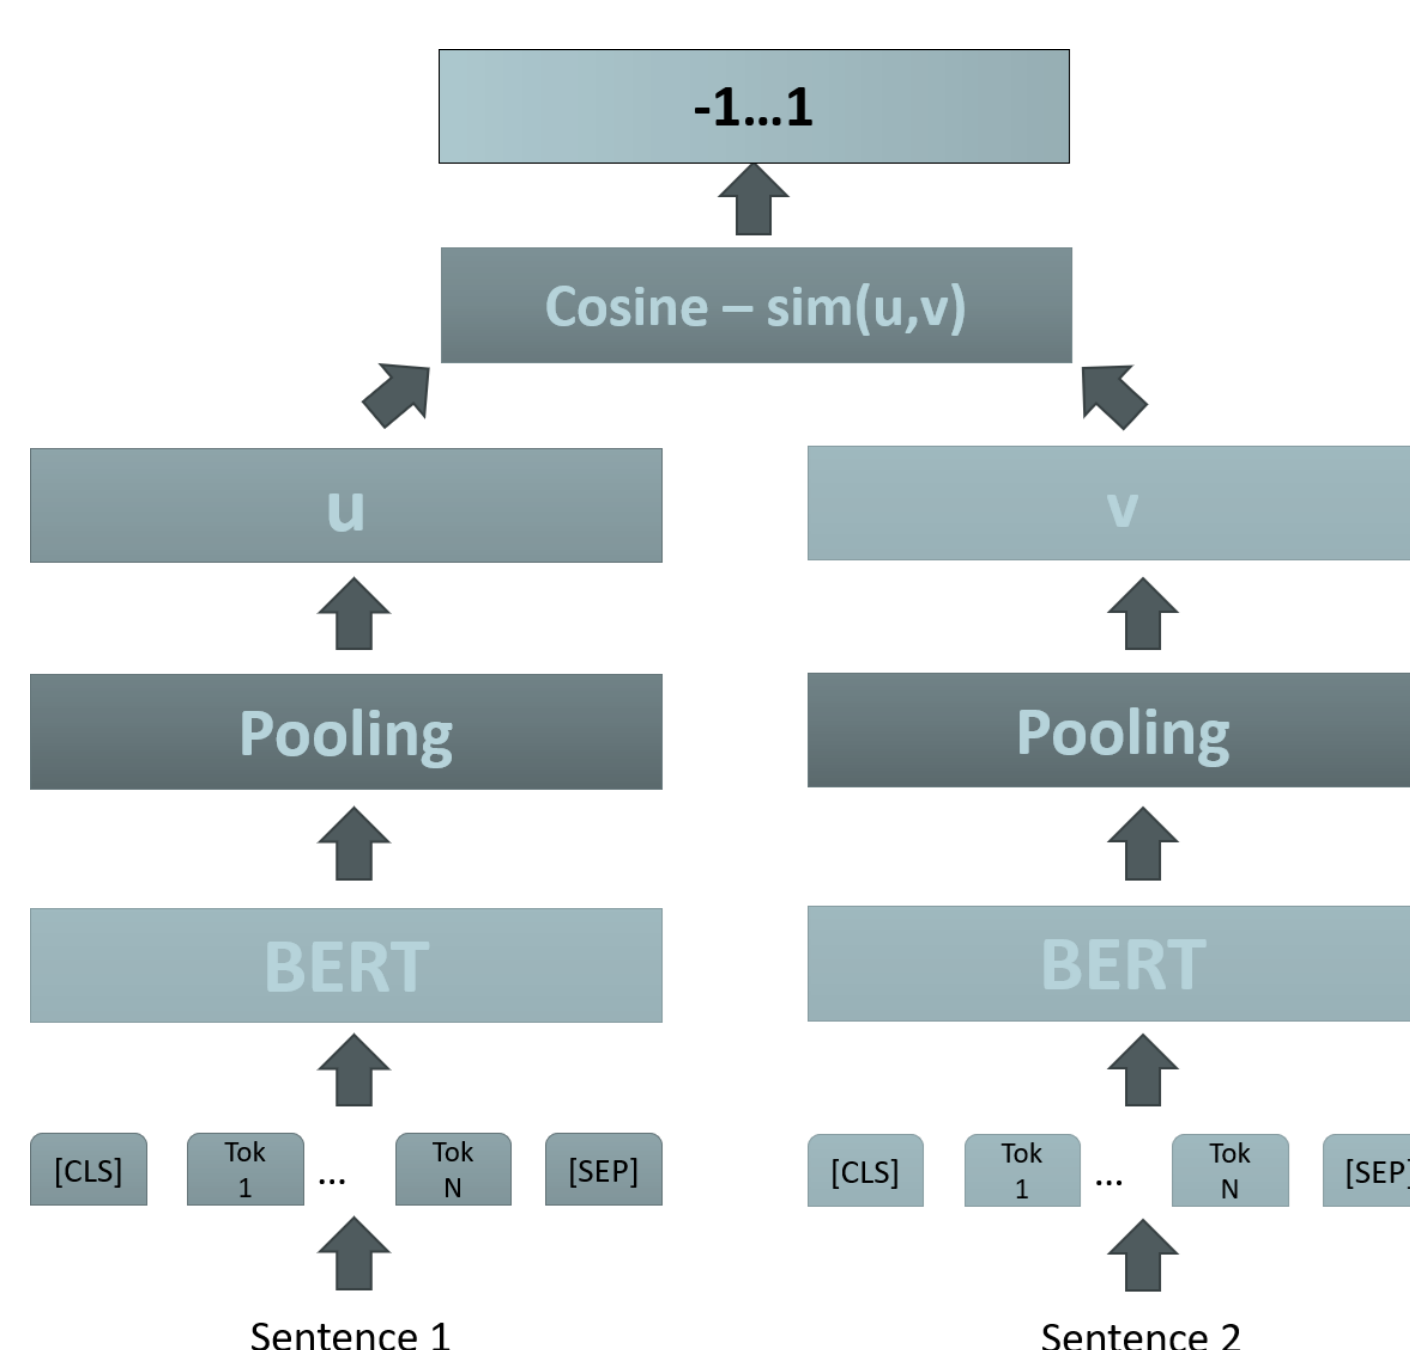 -1…1
Cosine – sim(u,v)
u
v
Pooling
Pooling
BERT
BERT
[CLS]
Tok
1
...
Tok
N
[SEP]
[CLS]
Tok
1
...
Tok
N
[SEP]
Sentence 1
Sentence 2